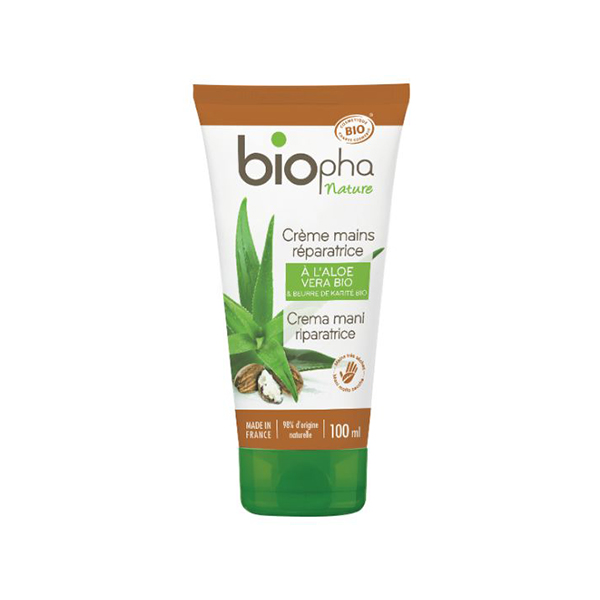 COSMÉTIQUE
BIO
biopha
nature
Crème mains
réparatrice
À L'ALOE
VERA BIO
& BEURRE DE KARITÉ BIO
Crema mani
riparatrice
MADE IN
FRANCE
98% d'origine
naturelle
100 ml